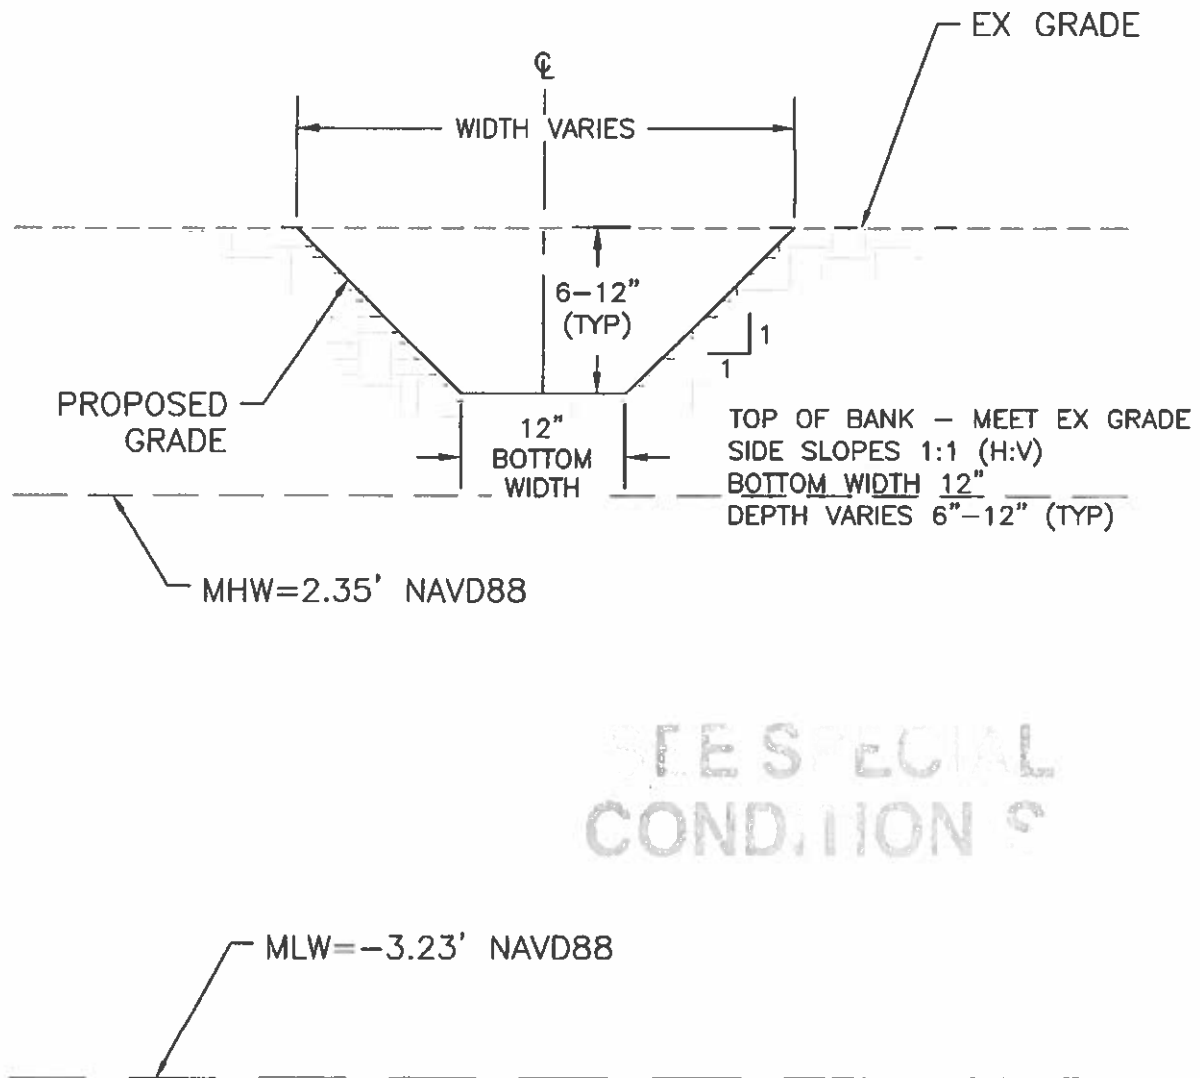 EX GRADE
℄
WIDTH VARIES
6-12"
(TYP)
1
1
PROPOSED
GRADE
12"
BOTTOM
WIDTH
TOP OF BANK - MEET EX GRADE
SIDE SLOPES 1:1 (H:V)
BOTTOM WIDTH 12"
DEPTH VARIES 6"-12" (TYP)
MHW=2.35' NAVD88
MLW=-3.23' NAVD88